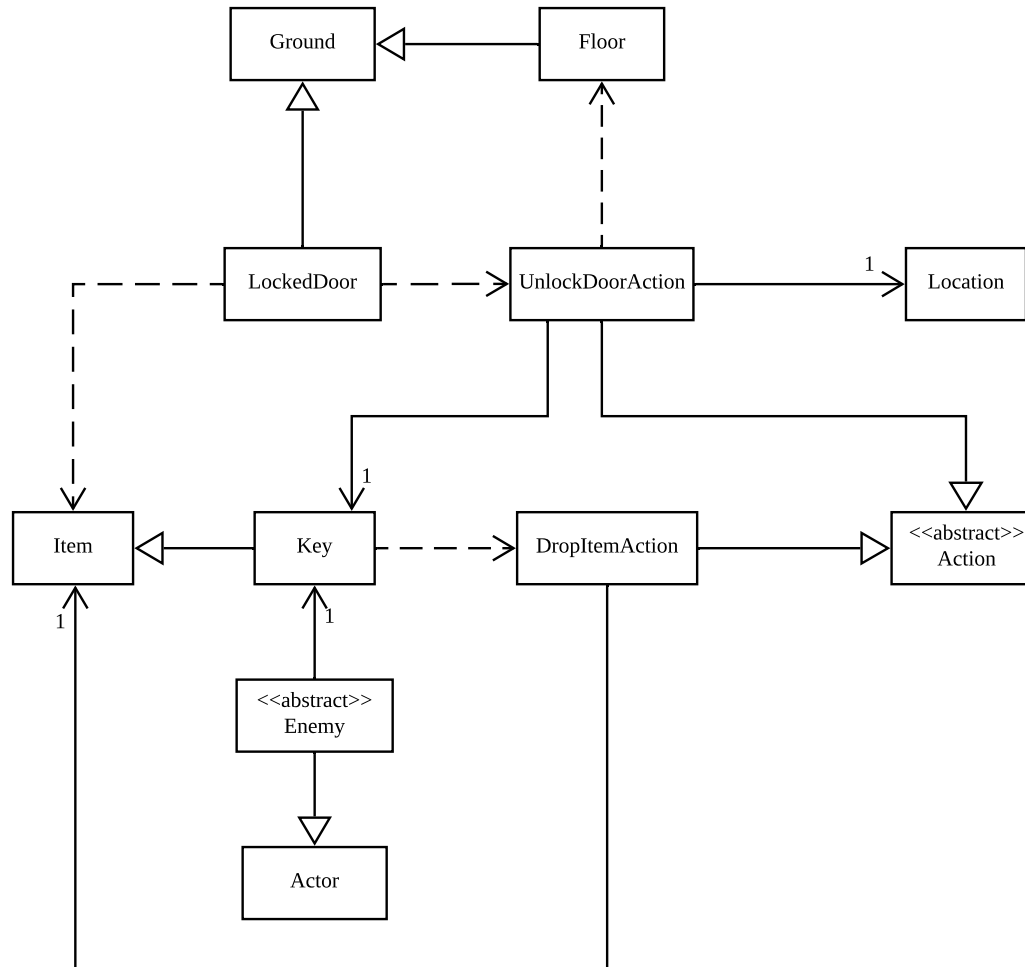 Ground
Floor
LockedDoor
UnlockDoorAction
1
Location
1
Item
Key
DropItemAction
<<abstract>>
Action
1
1
<<abstract>>
Enemy
Actor